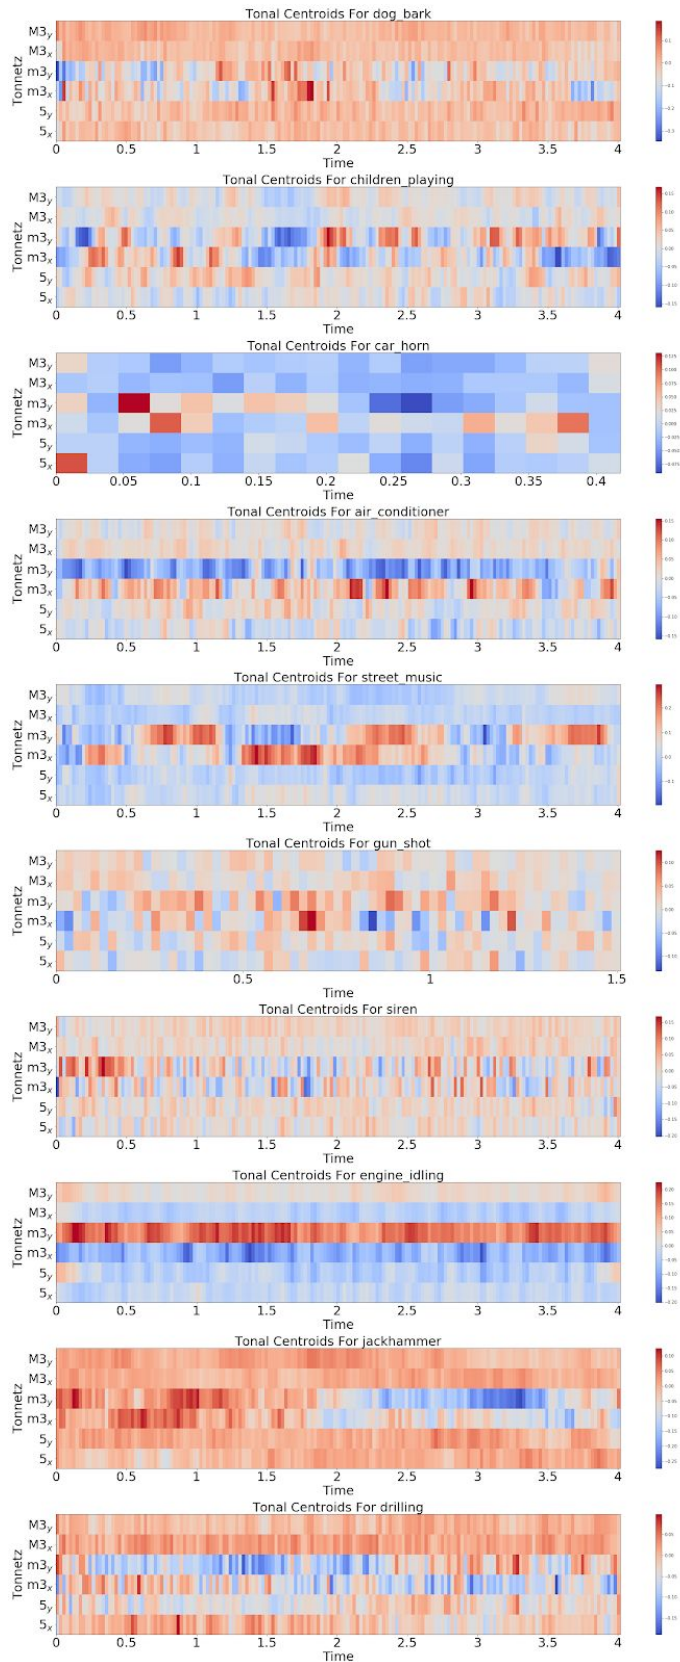 Tonal Centroids For dog_bark
Tonnetz
M3y
M3x
m3y
m3x
5y
5x
0 0.5 1 1.5 2 2.5 3 3.5 4
Time
Tonal Centroids For children_playing
Tonnetz
M3y
M3x
m3y
m3x
5y
5x
0 0.5 1 1.5 2 2.5 3 3.5 4
Time
Tonal Centroids For car_horn
Tonnetz
M3y
M3x
m3y
m3x
5y
5x
0 0.05 0.1 0.15 0.2 0.25 0.3 0.35 0.4
Time
Tonal Centroids For air_conditioner
Tonnetz
M3y
M3x
m3y
m3x
5y
5x
0 0.5 1 1.5 2 2.5 3 3.5 4
Time
Tonal Centroids For street_music
Tonnetz
M3y
M3x
m3y
m3x
5y
5x
0 0.5 1 1.5 2 2.5 3 3.5 4
Time
Tonal Centroids For gun_shot
Tonnetz
M3y
M3x
m3y
m3x
5y
5x
0 0.5 1 1.5
Time
Tonal Centroids For siren
Tonnetz
M3y
M3x
m3y
m3x
5y
5x
0 0.5 1 1.5 2 2.5 3 3.5 4
Time
Tonal Centroids For engine_idling
Tonnetz
M3y
M3x
m3y
m3x
5y
5x
0 0.5 1 1.5 2 2.5 3 3.5 4
Time
Tonal Centroids For jackhammer
Tonnetz
M3y
M3x
m3y
m3x
5y
5x
0 0.5 1 1.5 2 2.5 3 3.5 4
Time
Tonal Centroids For drilling
Tonnetz
M3y
M3x
m3y
m3x
5y
5x
0 0.5 1 1.5 2 2.5 3 3.5 4
Time